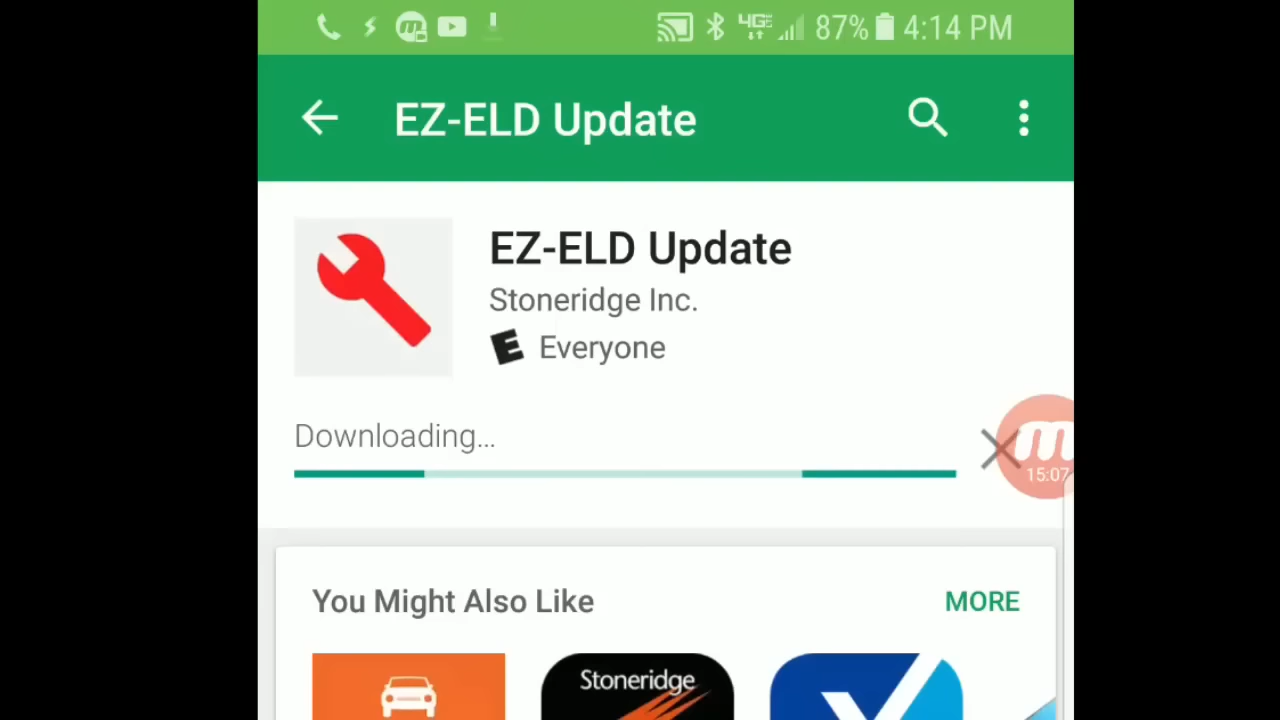 4GE 87% 4:14 PM
EZ-ELD Update
EZ-ELD Update
Stoneridge Inc.
E Everyone
Downloading...
m
15:07
You Might Also Like
MORE
Stoneridge